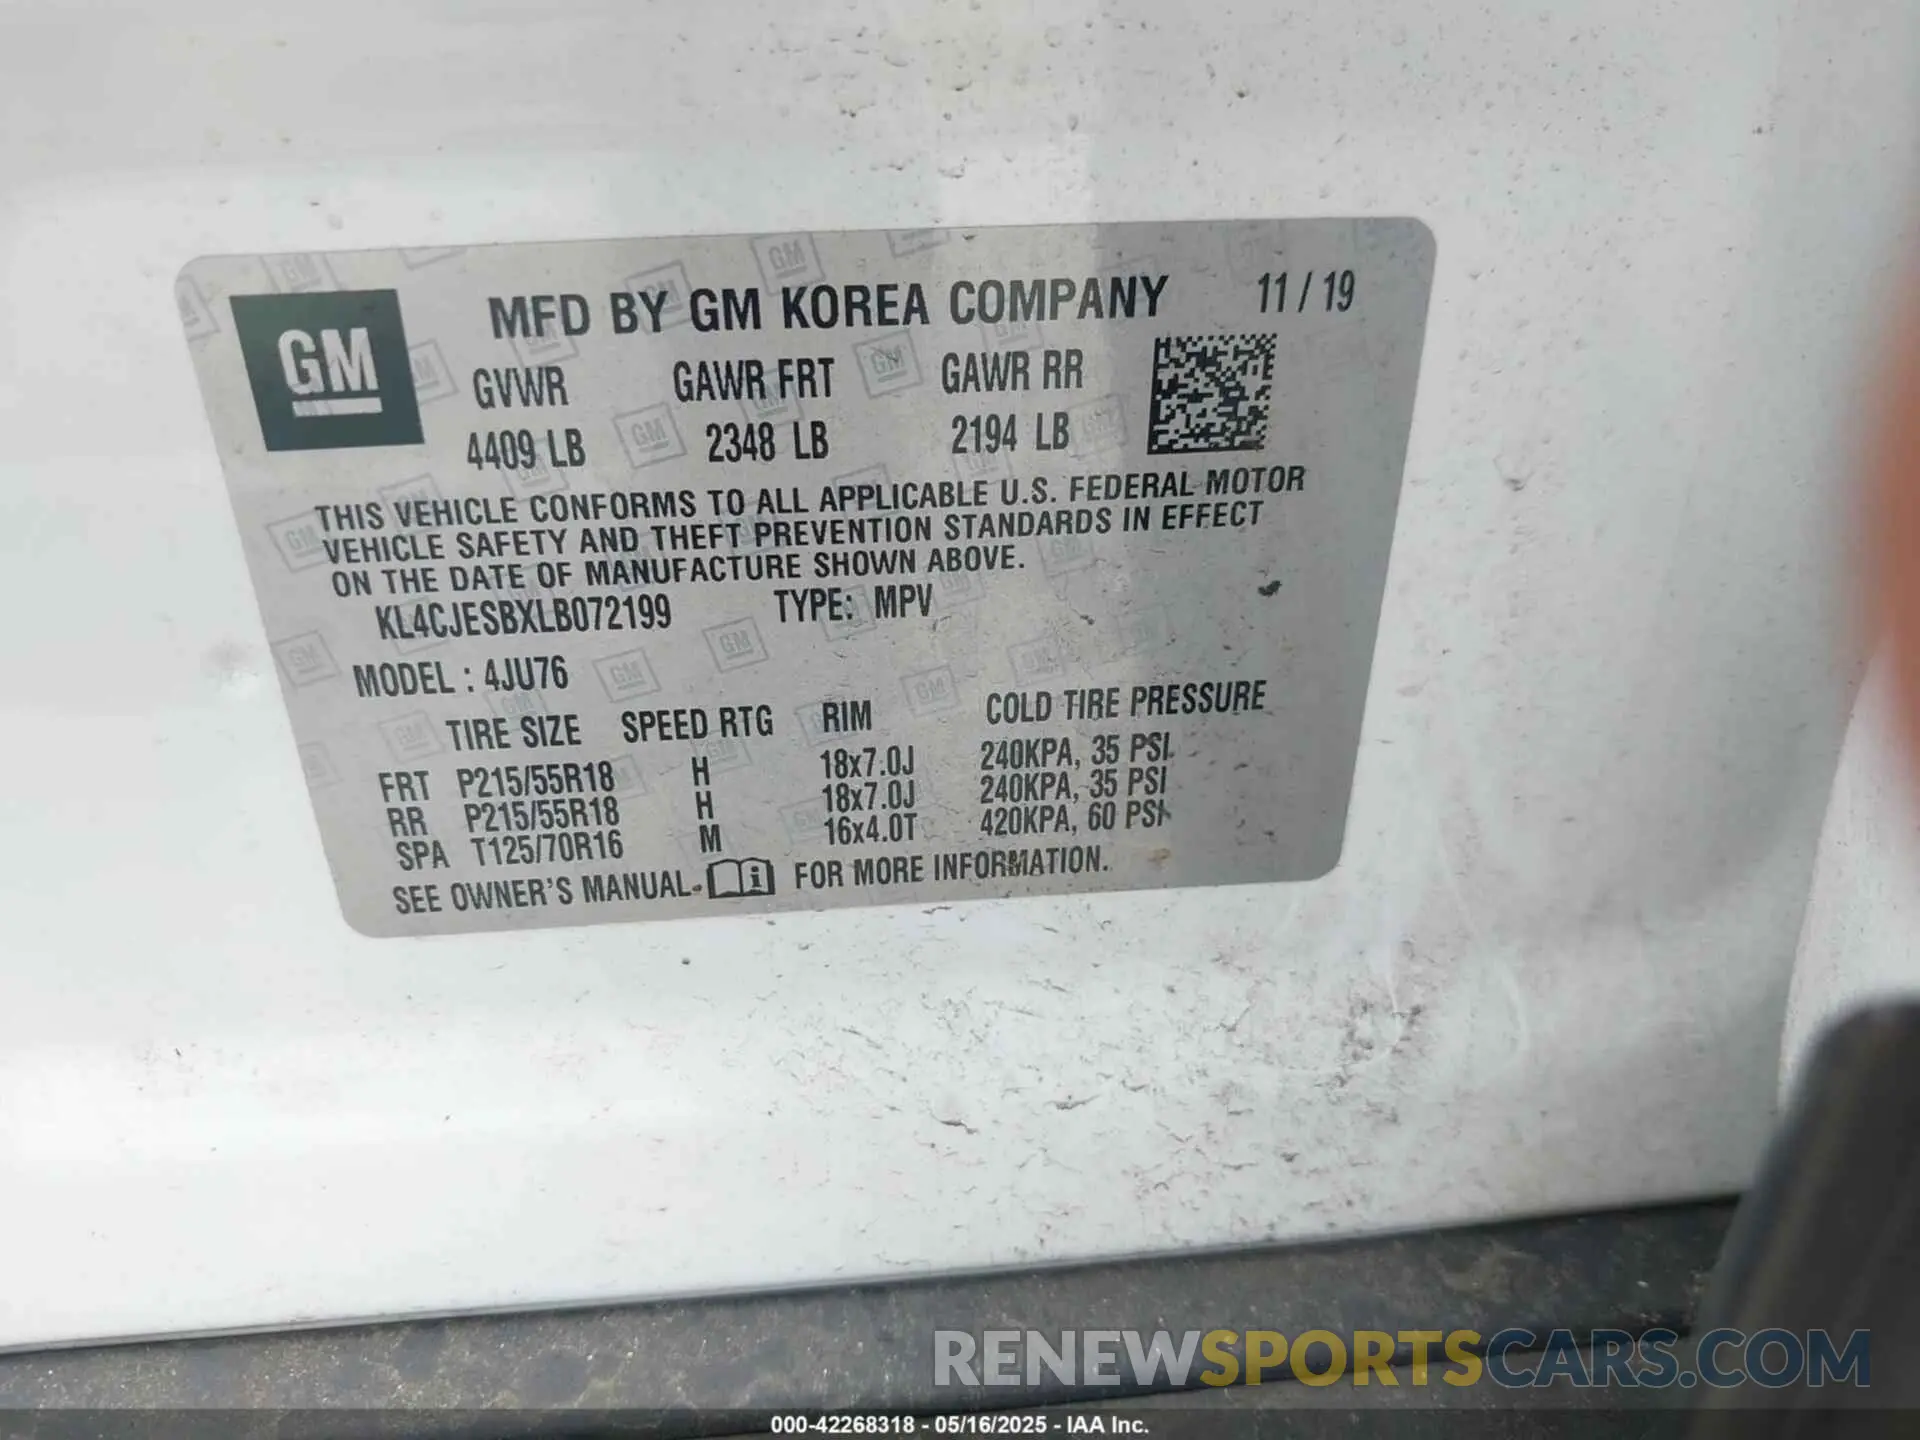 GM
MFD BY GM KOREA COMPANY 11 / 19
GVWR GAWR FRT GAWR RR
4409 LB 2348 LB 2194 LB
THIS VEHICLE CONFORMS TO ALL APPLICABLE U.S. FEDERAL MOTOR
VEHICLE SAFETY AND THEFT PREVENTION STANDARDS IN EFFECT
ON THE DATE OF MANUFACTURE SHOWN ABOVE.
KL4CJESBXLB072199 TYPE: MPV
MODEL : 4JU76
TIRE SIZE SPEED RTG RIM COLD TIRE PRESSURE
FRT P215/55R18 H 18x7.0J 240KPA, 35 PSI
RR P215/55R18 H 18x7.0J 240KPA, 35 PSI
SPA T125/70R16 M 16x4.0T 420KPA, 60 PSI
SEE OWNER'S MANUAL i FOR MORE INFORMATION.
RENEWSPORTSCARS.COM
000-42268318 - 05/16/2025 - IAA Inc.